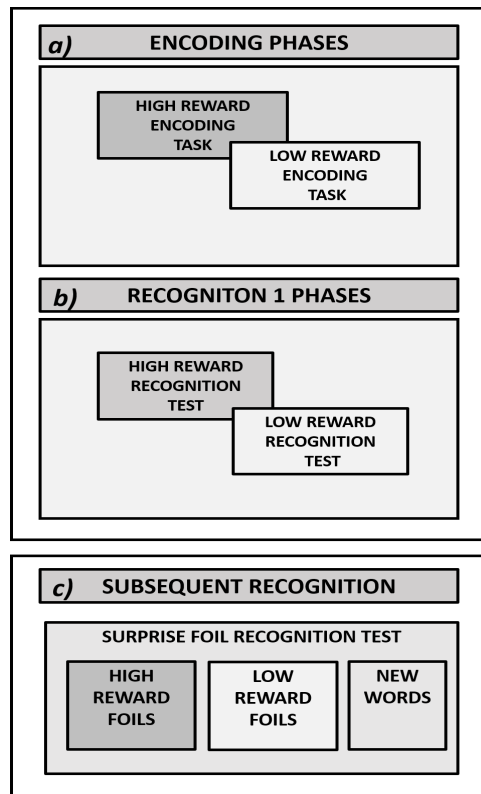 a) ENCODING PHASES
HIGH REWARD
ENCODING
TASK
LOW REWARD
ENCODING
TASK
b) RECOGNITON 1 PHASES
HIGH REWARD
RECOGNITION
TEST
LOW REWARD
RECOGNITION
TEST
c) SUBSEQUENT RECOGNITION
SURPRISE FOIL RECOGNITION TEST
HIGH
REWARD
FOILS
LOW
REWARD
FOILS
NEW
WORDS